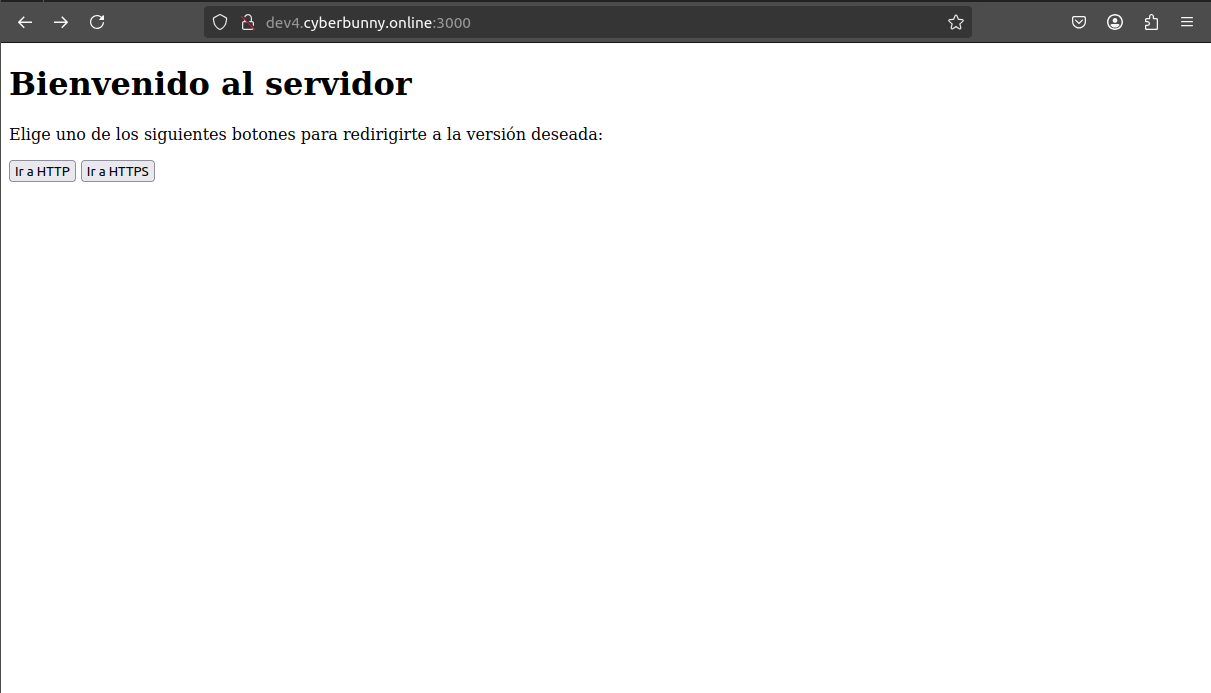 dev4.cyberbunny.online:3000
Bienvenido al servidor
Elige uno de los siguientes botones para redirigirte a la versión deseada:
Ir a HTTP Ir a HTTPS